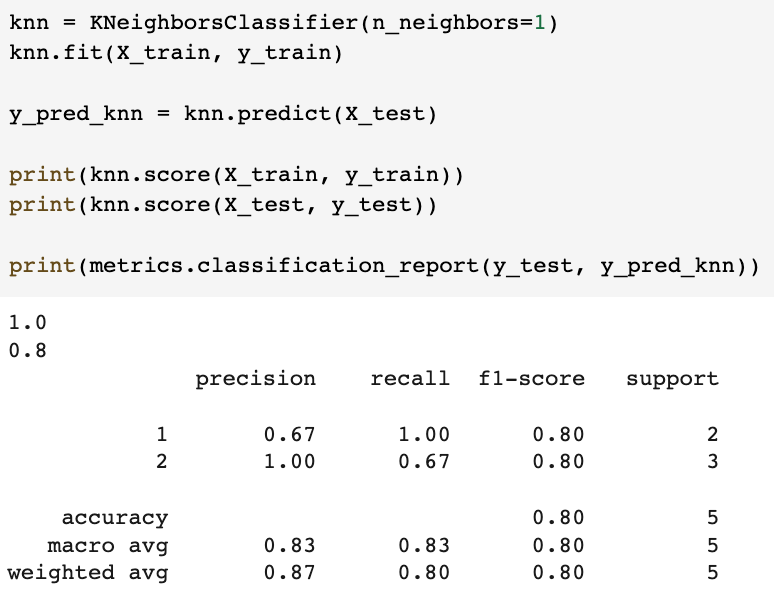 knn = KNeighborsClassifier(n_neighbors=1)
knn.fit(X_train, y_train)
y_pred_knn = knn.predict(X_test)
print(knn.score(X_train, y_train))
print(knn.score(X_test, y_test))
print(metrics.classification_report(y_test, y_pred_knn))
1.0
0.8
precision recall f1-score support
1 0.67 1.00 0.80 2
2 1.00 0.67 0.80 3
accuracy 0.80 5
macro avg 0.83 0.83 0.80 5
weighted avg 0.87 0.80 0.80 5